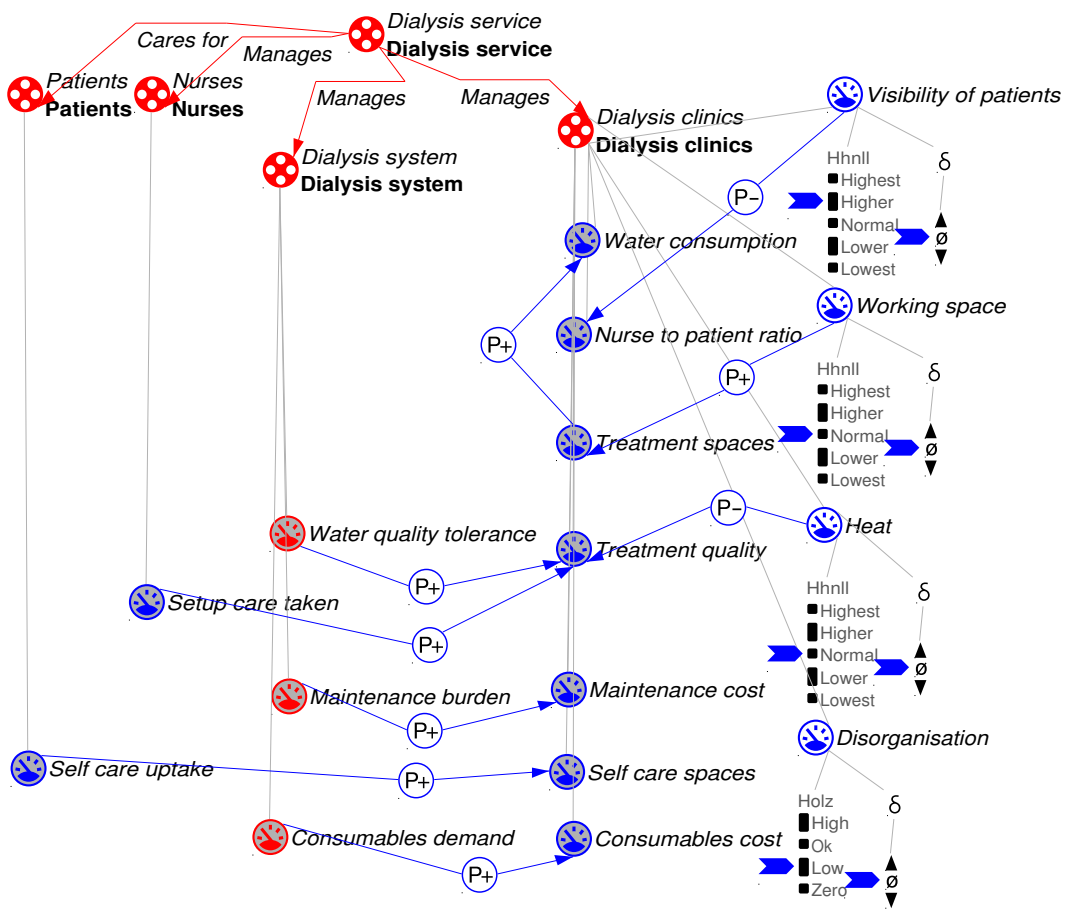 Dialysis service
Dialysis service
Cares for
Manages
Patients
Patients
Nurses
Nurses
Manages
Manages
Dialysis system
Dialysis system
Dialysis clinics
Dialysis clinics
Visibility of patients
Hhnll
Highest
Higher
Normal
Lower
Lowest
δ
ø
P−
Water consumption
Nurse to patient ratio
P+
Working space
Hhnll
Highest
Higher
Normal
Lower
Lowest
δ
ø
P+
Treatment spaces
P−
Heat
Water quality tolerance
Treatment quality
P+
Setup care taken
P+
Hhnll
Highest
Higher
Normal
Lower
Lowest
δ
ø
Maintenance burden
Maintenance cost
P+
Disorganisation
Self care uptake
P+
Self care spaces
Holz
High
Ok
Low
Zero
δ
ø
Consumables demand
Consumables cost
P+